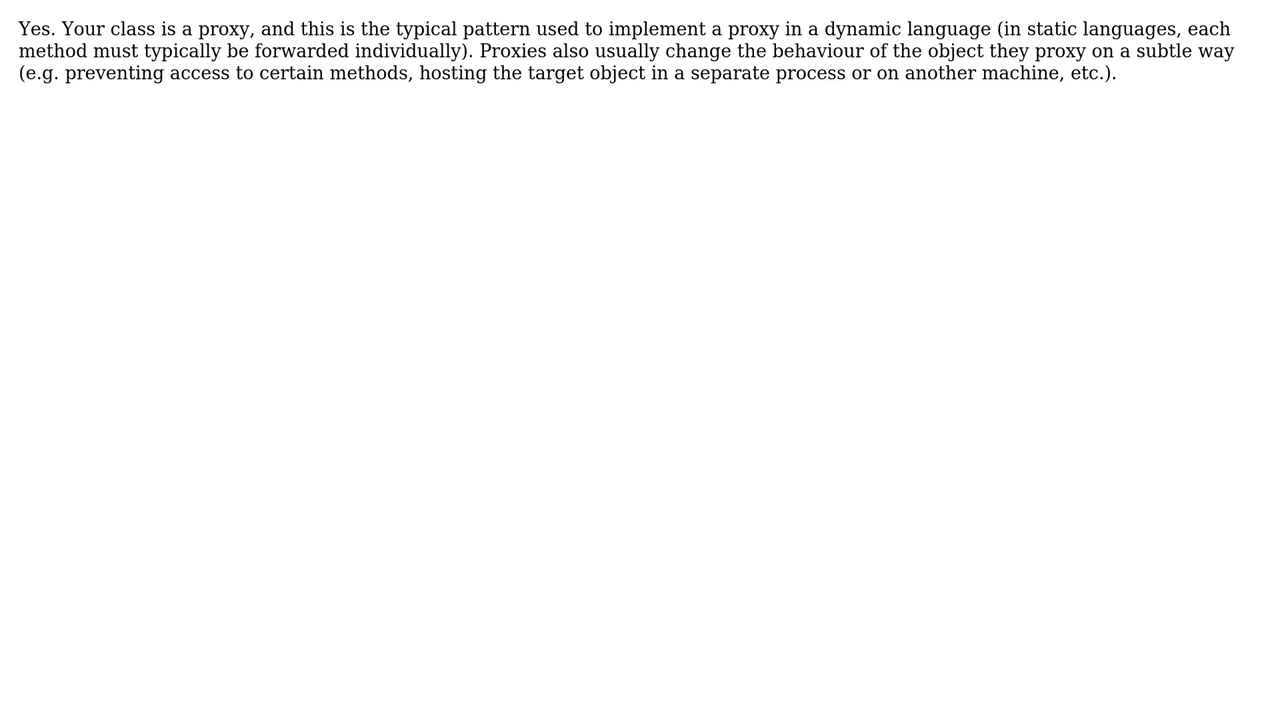 Yes. Your class is a proxy, and this is the typical pattern used to implement a proxy in a dynamic language (in static languages, each
method must typically be forwarded individually). Proxies also usually change the behaviour of the object they proxy on a subtle way
(e.g. preventing access to certain methods, hosting the target object in a separate process or on another machine, etc.).